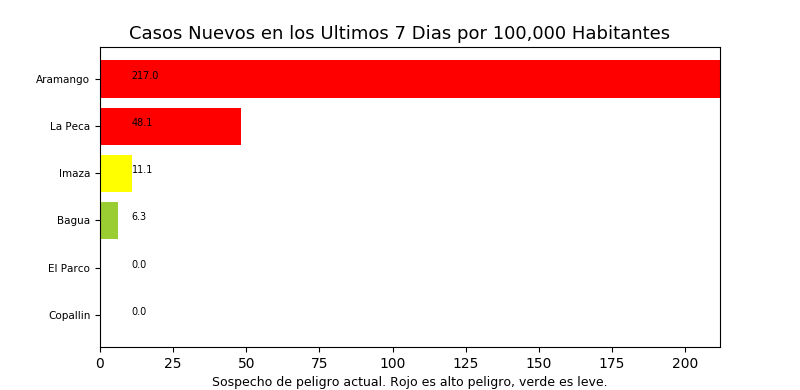 Casos Nuevos en los Ultimos 7 Dias por 100,000 Habitantes
Aramango 217.0
La Peca 48.1
Imaza 11.1
Bagua 6.3
El Parco 0.0
Copallin 0.0
0 25 50 75 100 125 150 175 200
Sospecho de peligro actual. Rojo es alto peligro, verde es leve.